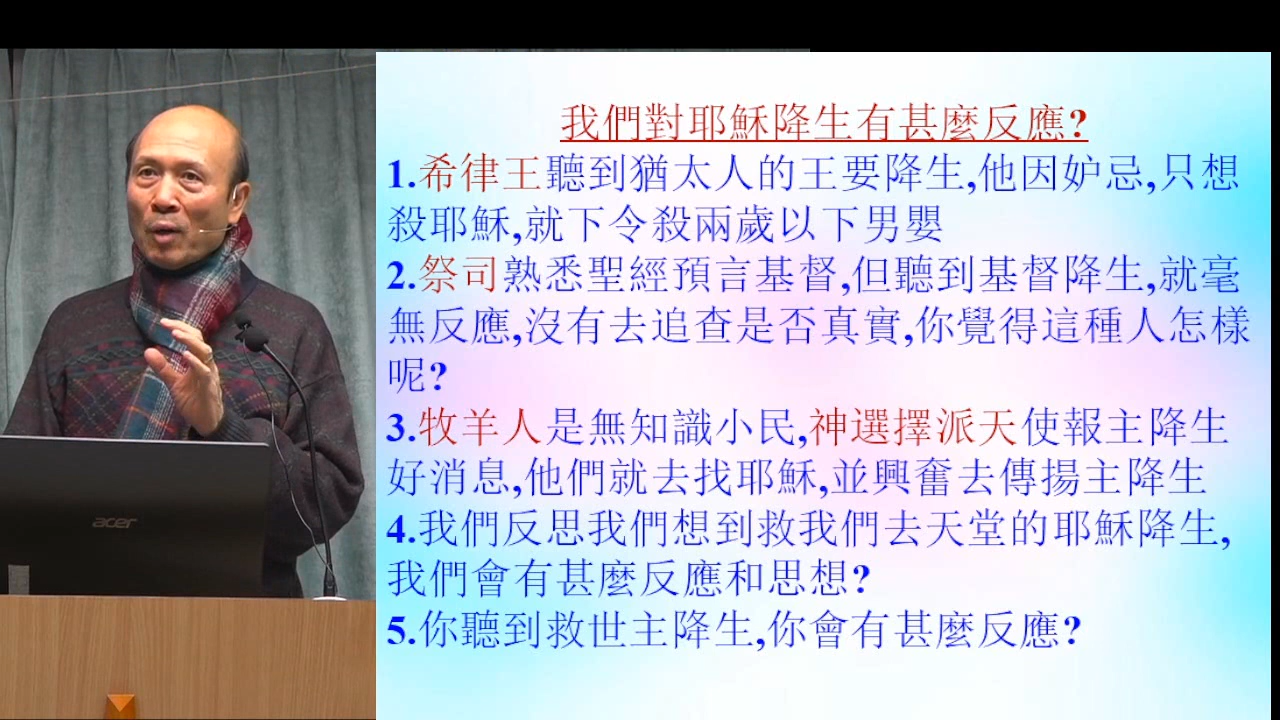 我們對耶穌降生有甚麼反應?
1.希律王聽到猶太人的王要降生,他因妒忌,只想
殺耶穌,就下令殺兩歲以下男嬰
2.祭司熟悉聖經預言基督,但聽到基督降生,就毫
無反應,沒有去追查是否真實,你覺得這種人怎樣
呢?
3.牧羊人是無知識小民,神選擇派天使報主降生
好消息,他們就去找耶穌,並興奮去傳揚主降生
4.我們反思我們想到救我們去天堂的耶穌降生,
我們會有甚麼反應和思想?
5.你聽到救世主降生,你會有甚麼反應?
acer